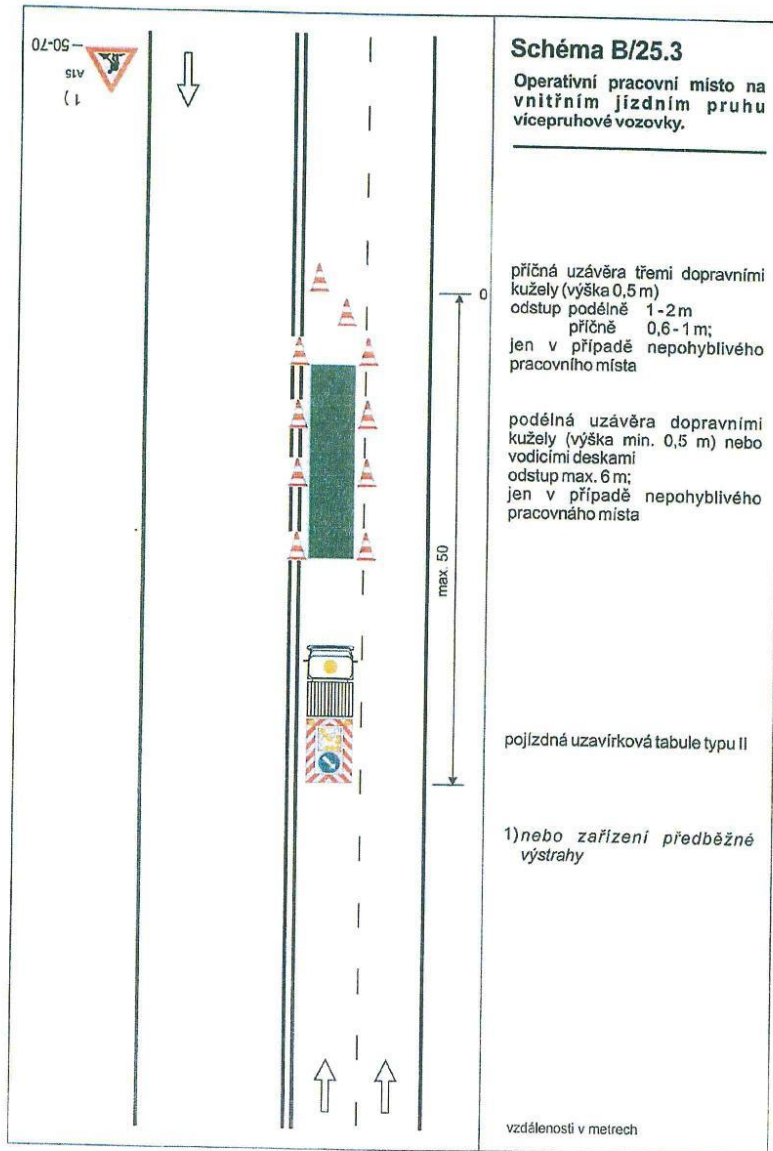 50-70
A15
1)
Schéma B/25.3
Operativní pracovní místo na
vnitřním jízdním pruhu
vícepruhové vozovky.
příčná uzávěra třemi dopravními
kužely (výška 0,5 m)
odstup podélně 1-2m
příčně 0,6-1m;
jen v případě nepohyblivého
pracovního místa
0
podélná uzávěra dopravními
kužely (výška min. 0,5 m) nebo
vodicími deskami
odstup max. 6 m;
jen v případě nepohyblivého
pracovnáho místa
max. 50
pojízdná uzavírková tabule typu II
1)nebo zařízení předběžné
výstrahy
vzdálenosti v metrech